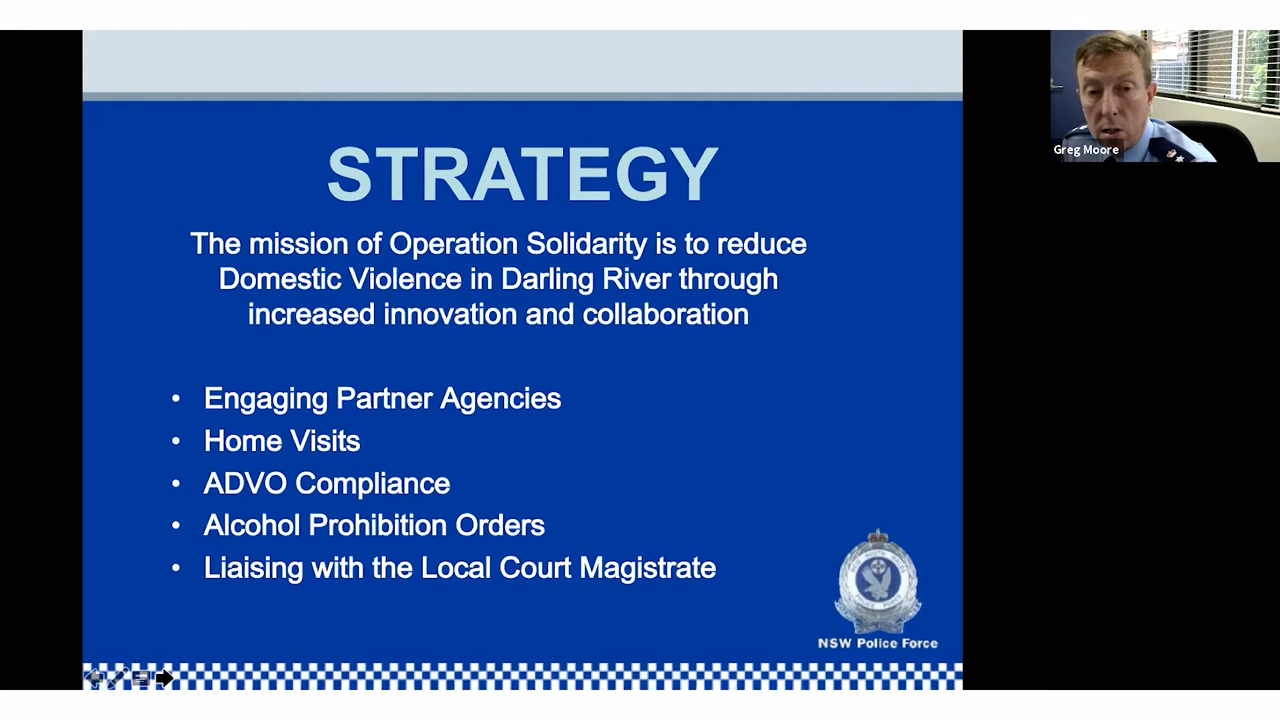 STRATEGY
The mission of Operation Solidarity is to reduce
Domestic Violence in Darling River through
increased innovation and collaboration
• Engaging Partner Agencies
• Home Visits
• ADVO Compliance
• Alcohol Prohibition Orders
• Liaising with the Local Court Magistrate
NSW Police Force
Greg Moore